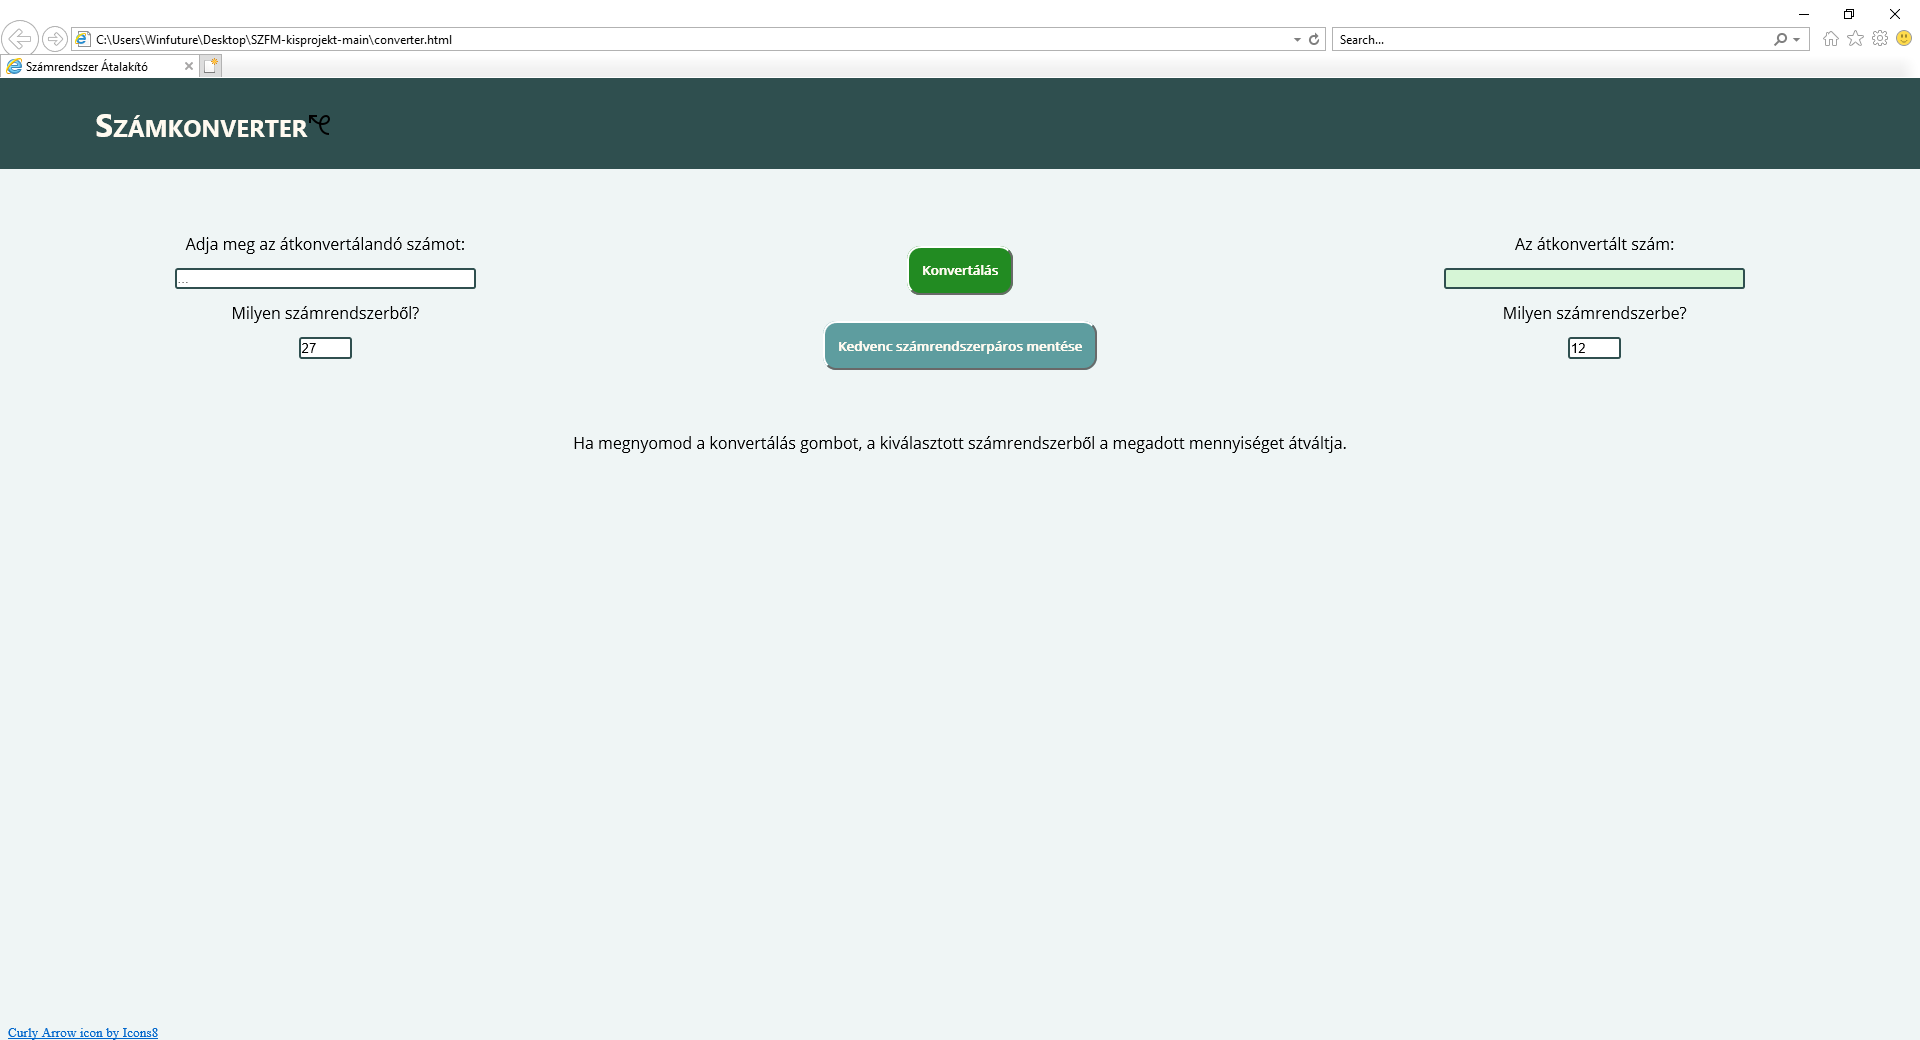 C:\Users\Winfuture\Desktop\SZFM-kisprojekt-main\converter.html
Search...
Számrendszer Átalakító
SZÁMKONVERTER
Adja meg az átkonvertálandó számot:
...
Milyen számrendszerből?
27
Konvertálás
Kedvenc számrendszerpáros mentése
Az átkonvertált szám:
Milyen számrendszerbe?
12
Ha megnyomod a konvertálás gombot, a kiválasztott számrendszerből a megadott mennyiséget átváltja.
Curly Arrow icon by Icons8